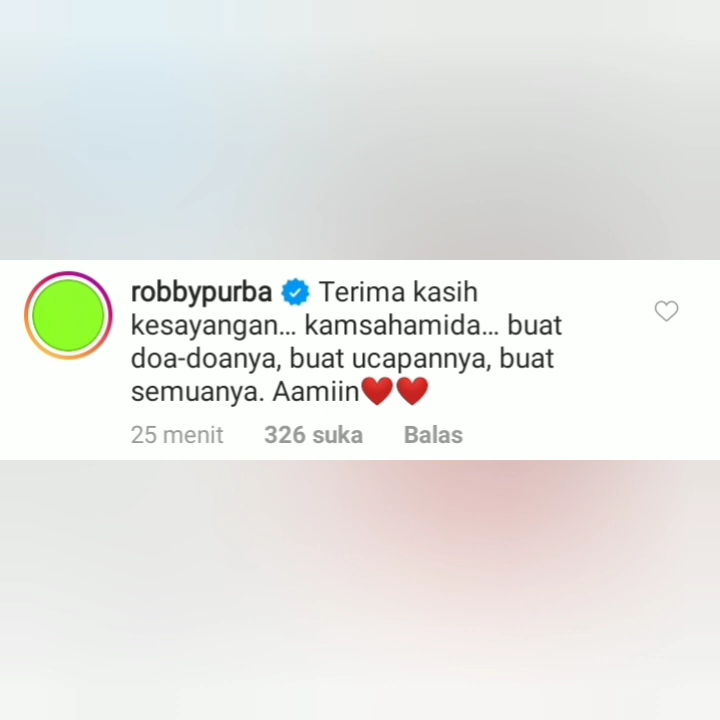 robbypurba Terima kasih
kesayangan... kamsahamida... buat
doa-doanya, buat ucapannya, buat
semuanya. Aamiin❤️❤️
25 menit 326 suka Balas